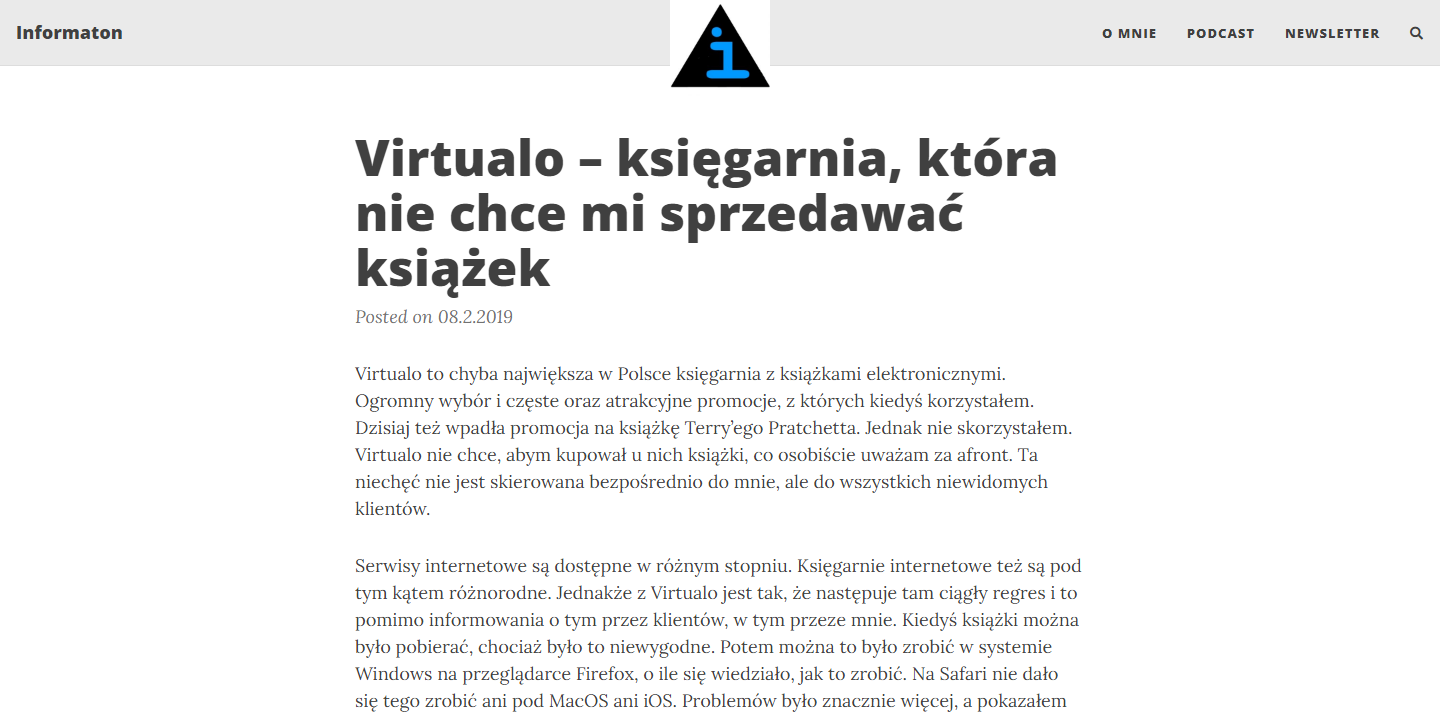 Informaton
i
O MNIE
PODCAST
NEWSLETTER
Virtualo – księgarnia, która
nie chce mi sprzedawać
książek
Posted on 08.2.2019
Virtualo to chyba największa w Polsce księgarnia z książkami elektronicznymi.
Ogromny wybór i częste oraz atrakcyjne promocje, z których kiedyś korzystałem.
Dzisiaj też wpadła promocja na książkę Terry’ego Pratchetta. Jednak nie skorzystałem.
Virtualo nie chce, abym kupował u nich książki, co osobiście uważam za afront. Ta
niechęć nie jest skierowana bezpośrednio do mnie, ale do wszystkich niewidomych
klientów.
Serwisy internetowe są dostępne w różnym stopniu. Księgarnie internetowe też są pod
tym kątem różnorodne. Jednakże z Virtualo jest tak, że następuje tam ciągły regres i to
pomimo informowania o tym przez klientów, w tym przeze mnie. Kiedyś książki można
było pobierać, chociaż było to niewygodne. Potem można to było zrobić w systemie
Windows na przeglądarce Firefox, o ile się wiedziało, jak to zrobić. Na Safari nie dało
się tego zrobić ani pod MacOS ani iOS. Problemów było znacznie więcej, a pokazałem